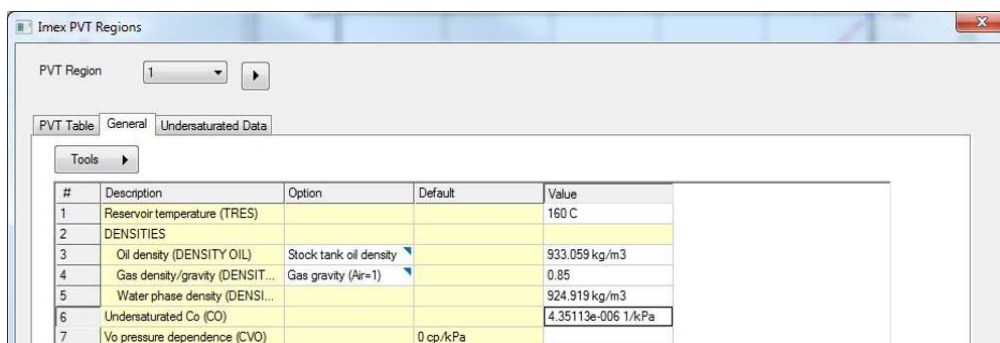 Imex PVT Regions
PVT Region 1
PVT Table General Undersaturated Data
Tools
# Description Option Default Value
1 Reservoir temperature (TRES) 160 C
2 DENSITIES
3 Oil density (DENSITY OIL) Stock tank oil density 933.059 kg/m3
4 Gas density/gravity (DENSIT... Gas gravity (Air=1) 0.85
5 Water phase density (DENSI... 924.919 kg/m3
6 Undersaturated Co (CO) 4.35113e-006 1/kPa
7 Vo pressure dependence (CVO) 0 cp/kPa